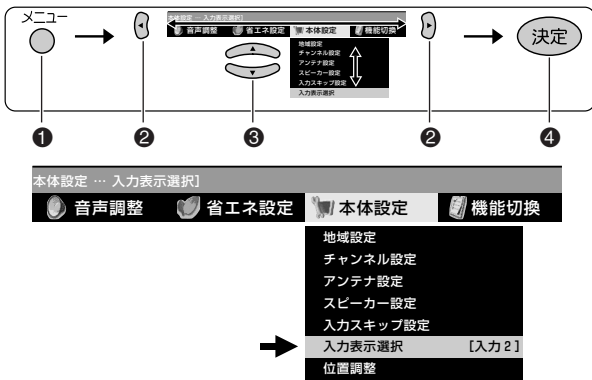 メニュー
決定
本体設定 … 入力表示選択]
音声調整 省エネ設定 本体設定 機能切換
地域設定
チャンネル設定
アンテナ設定
スピーカー設定
入力スキップ設定
入力表示選択
❶ ❷ ❸ ❷ ❹
本体設定 … 入力表示選択]
音声調整 省エネ設定 本体設定 機能切換
地域設定
チャンネル設定
アンテナ設定
スピーカー設定
入力スキップ設定
入力表示選択 [入力2]
位置調整